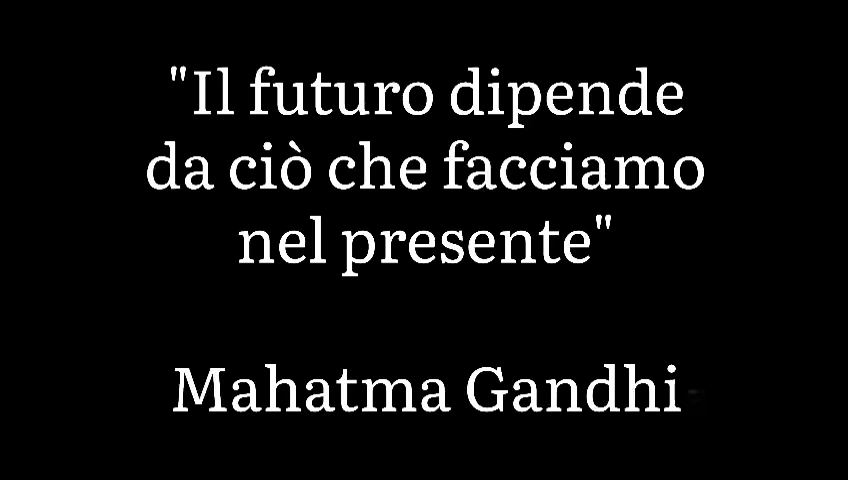 "Il futuro dipende
da ciò che facciamo
nel presente"
Mahatma Gandhi